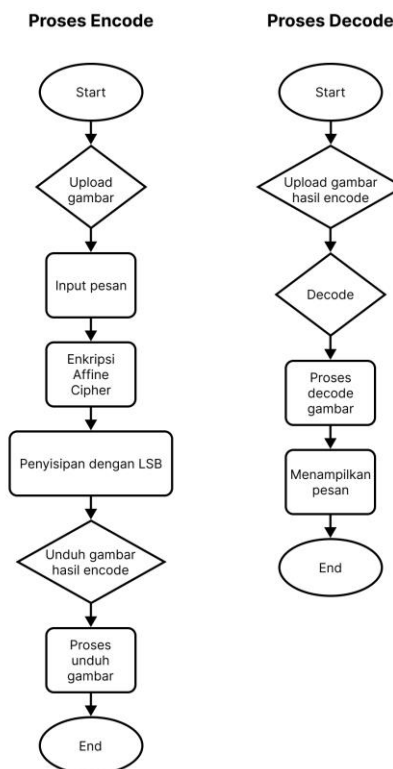 Proses Encode
Start
Upload
gambar
Input pesan
Enkripsi
Affine
Cipher
Penyisipan dengan LSB
Unduh gambar
hasil encode
Proses
unduh
gambar
End
Proses Decode
Start
Upload gambar
hasil encode
Decode
Proses
decode
gambar
Menampilkan
pesan
End